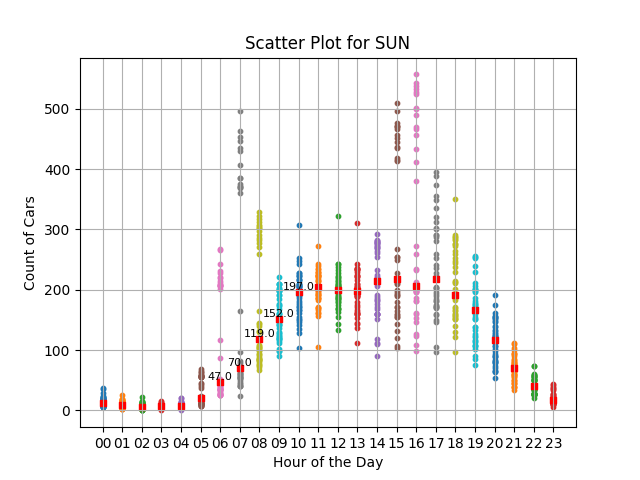 Scatter Plot for SUN
Count of Cars
500
400
300
200
100
0
197.0
152.0
119.0
70.0
47.0
00 01 02 03 04 05 06 07 08 09 10 11 12 13 14 15 16 17 18 19 20 21 22 23
Hour of the Day